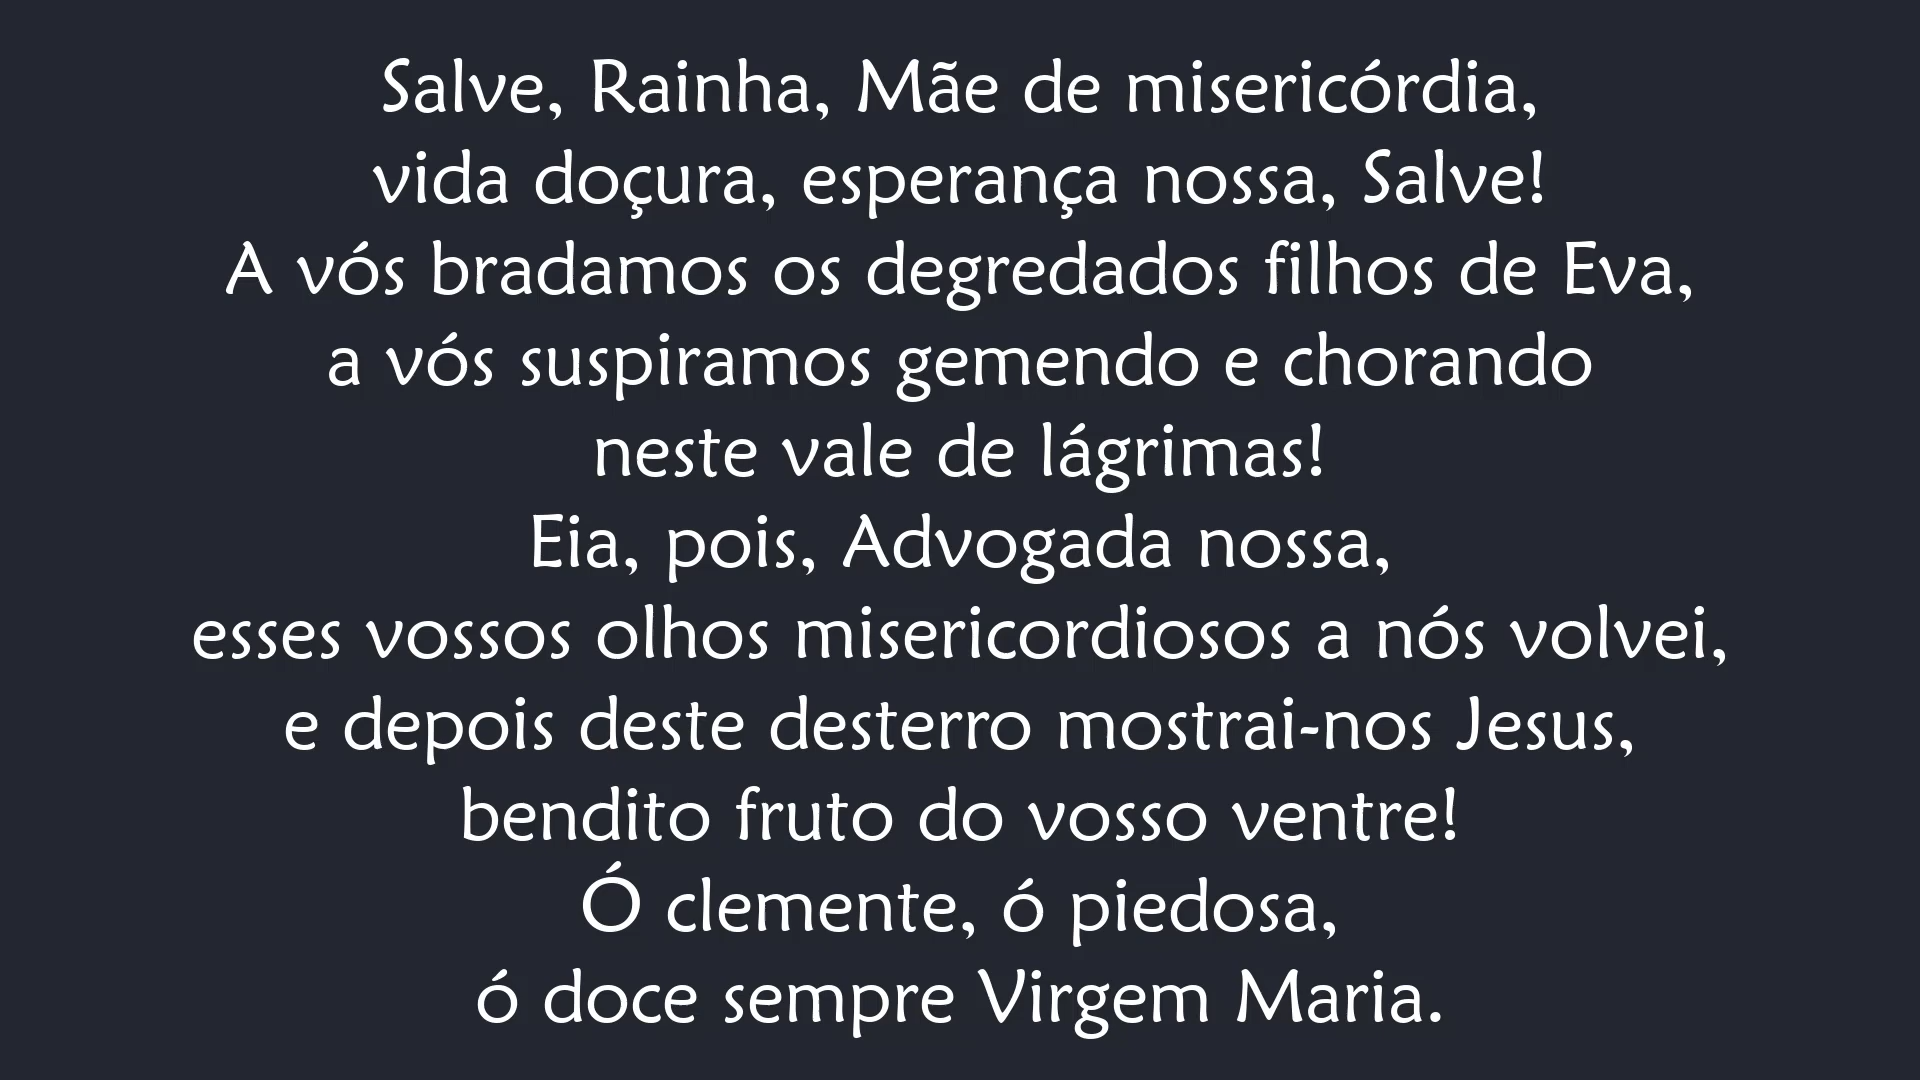 Salve, Rainha, Mãe de misericórdia,
vida doçura, esperança nossa, Salve!
A vós bradamos os degredados filhos de Eva,
a vós suspiramos gemendo e chorando
neste vale de lágrimas!
Eia, pois, Advogada nossa,
esses vossos olhos misericordiosos a nós volvei,
e depois deste desterro mostrai-nos Jesus,
bendito fruto do vosso ventre!
Ó clemente, ó piedosa,
ó doce sempre Virgem Maria.